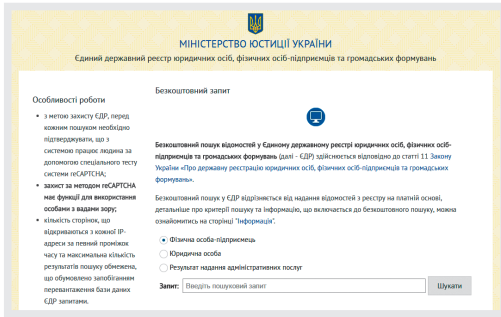 МІНІСТЕРСТВО ЮСТИЦІЇ УКРАЇНИ
Єдиний державний реєстр юридичних осіб, фізичних осіб-підприємців та громадських формувань
Особливості роботи
з метою захисту ЄДР, перед
кожним пошуком необхідно
підтверджувати, що з
системою працює людина за
допомогою спеціального тесту
системи reCAPTCHA;
захист за методом reCAPTCHA
має функції для використання
особами з вадами зору;
кількість сторінок, що
відкриваються з кожної IP-
адреси за певний проміжок
часу та максимальна кількість
результатів пошуку обмежена,
що обумовлено запобіганням
перевантаження бази даних
ЄДР запитами.
Безкоштовний запит
Безкоштовний пошук відомостей у Єдиному державному реєстрі юридичних осіб, фізичних осіб-
підприємців та громадських формувань (далі - ЄДР) здійснюється відповідно до статті 11 Закону
України «Про державну реєстрацію юридичних осіб, фізичних осіб-підприємців та громадських
формувань».
Безкоштовний пошук у ЄДР відрізняється від надання відомостей з реєстру на платній основі,
детальніше про критерії пошуку та інформацію, що включається до безкоштовного пошуку, можна
ознайомитись на сторінці "Інформація".
Фізична особа-підприємець
Юридична особа
Результат надання адміністративних послуг
Запит: Введіть пошуковий запит Шукати